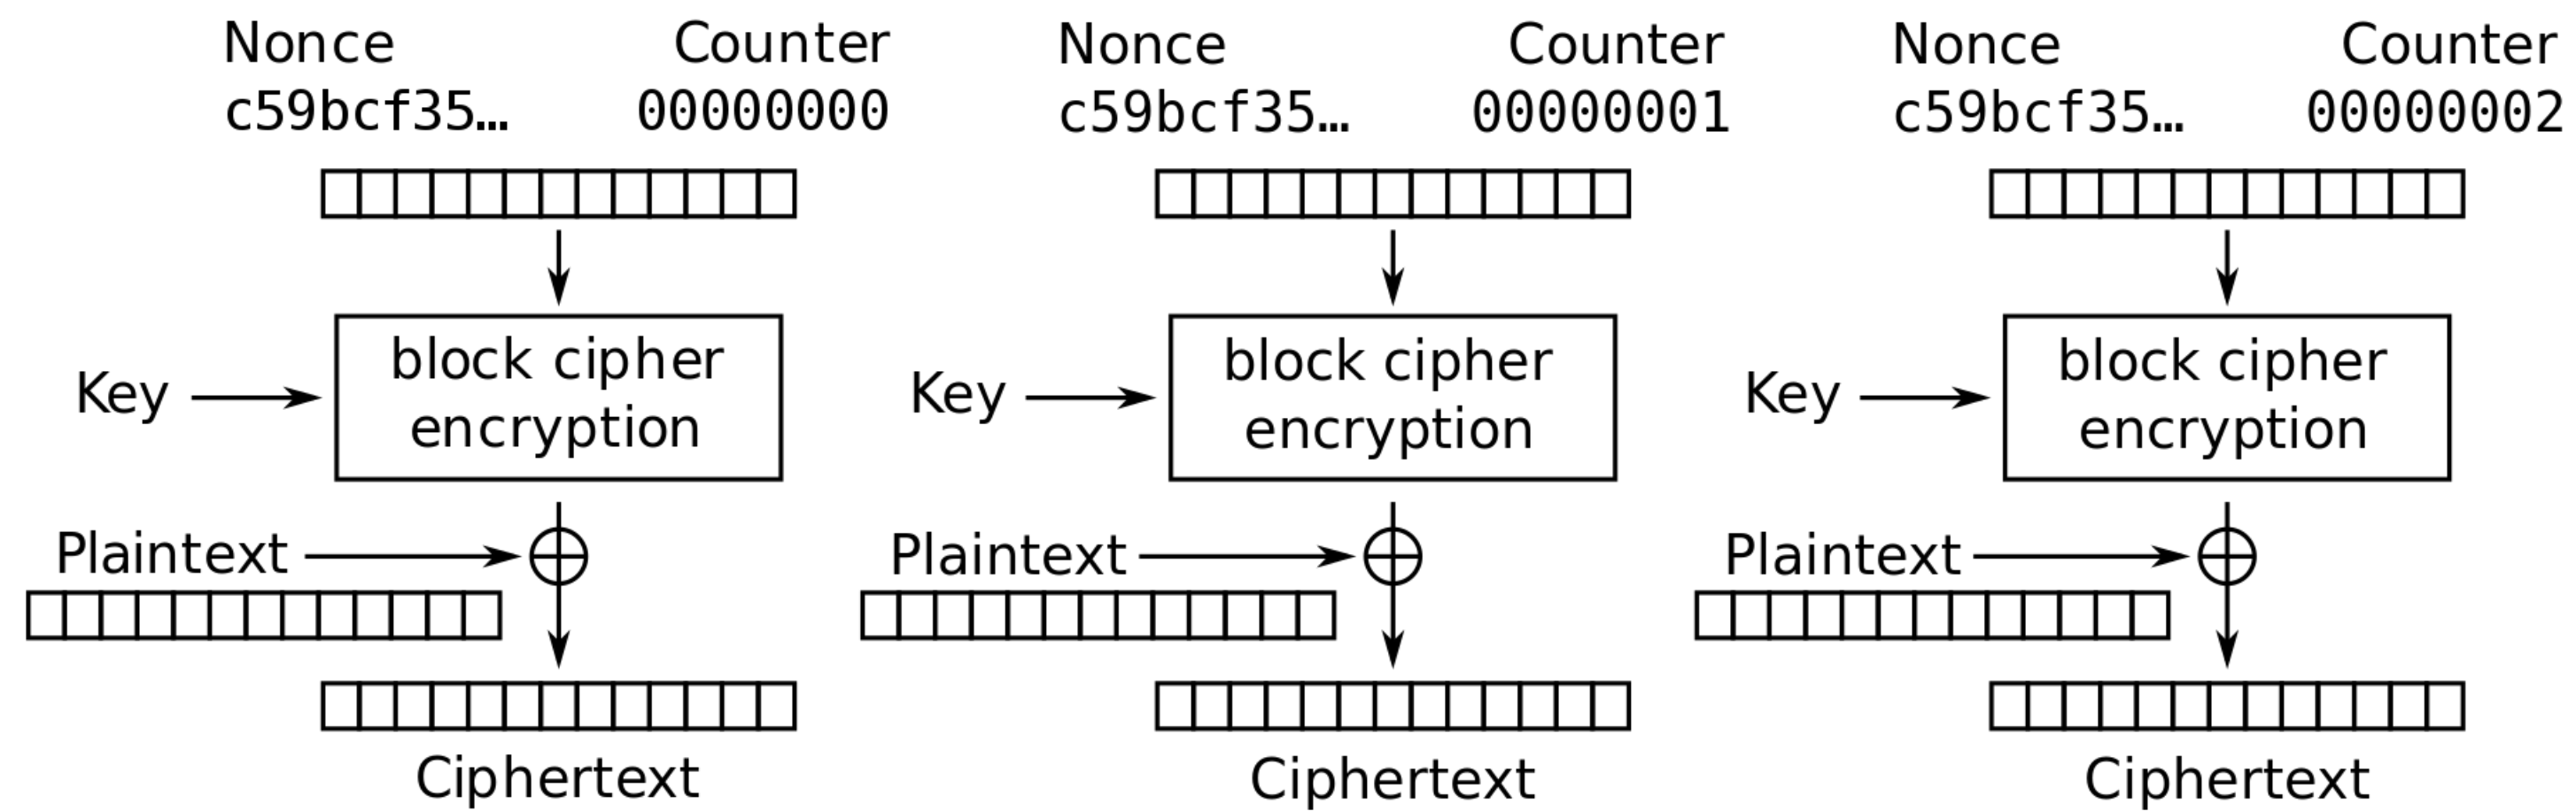 Nonce Counter Nonce Counter Nonce Counter
c59bcf35… 00000000 c59bcf35… 00000001 c59bcf35… 00000002
block cipher block cipher block cipher
Key Key Key
encryption encryption encryption
Plaintext Plaintext Plaintext
Ciphertext Ciphertext Ciphertext